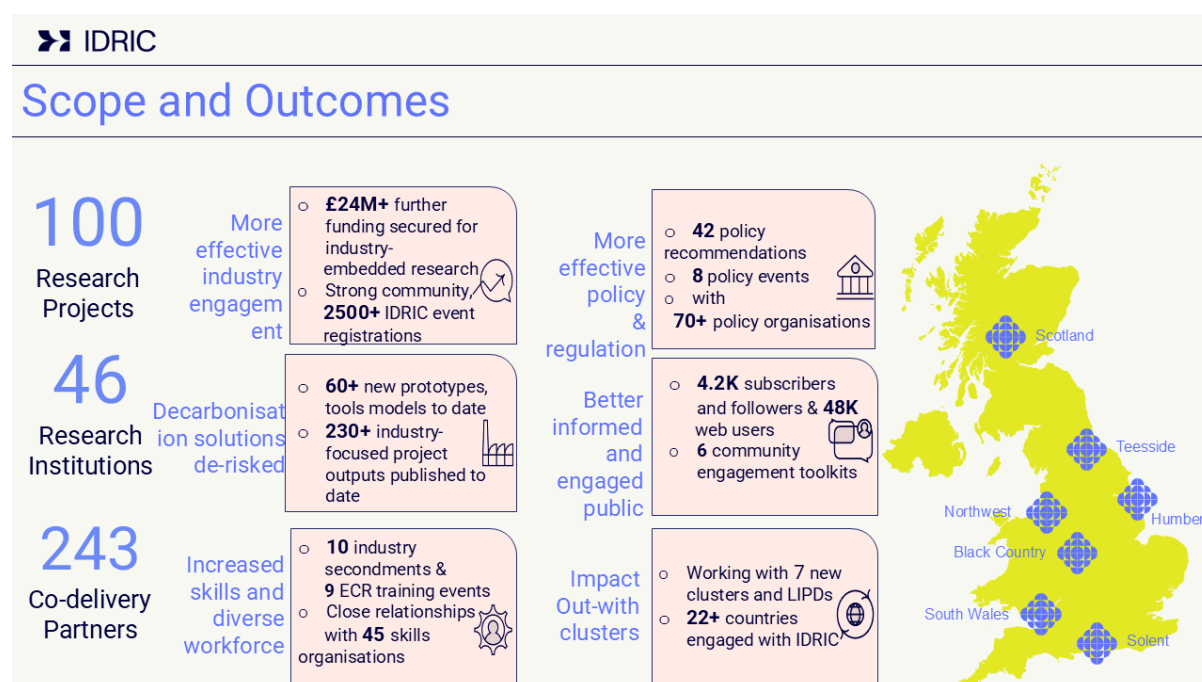 IDRIC
Scope and Outcomes
100
Research
Projects
46
Research
Institutions
243
Co-delivery
Partners
More
effective
industry
engagem
ent
o £24M+ further
funding secured for
industry-
embedded research
o Strong community,
2500+ IDRIC event
registrations
Decarbonisat
ion solutions
de-risked
o 60+ new prototypes,
tools models to date
o 230+ industry-
focused project
outputs published to
date
Increased
skills and
diverse
workforce
o 10 industry
secondments &
9 ECR training events
o Close relationships
with 45 skills
organisations
More
effective
policy
&
regulation
o 42 policy
recommendations
o 8 policy events
o with
70+ policy organisations
Better
informed
and
engaged
public
o 4.2K subscribers
and followers & 48K
web users
o 6 community
engagement toolkits
Impact
Out-with
clusters
o Working with 7 new
clusters and LIPDs
o 22+ countries
engaged with IDRIC
Scotland
Teesside
Northwest
Humber
Black Country
South Wales
Solent